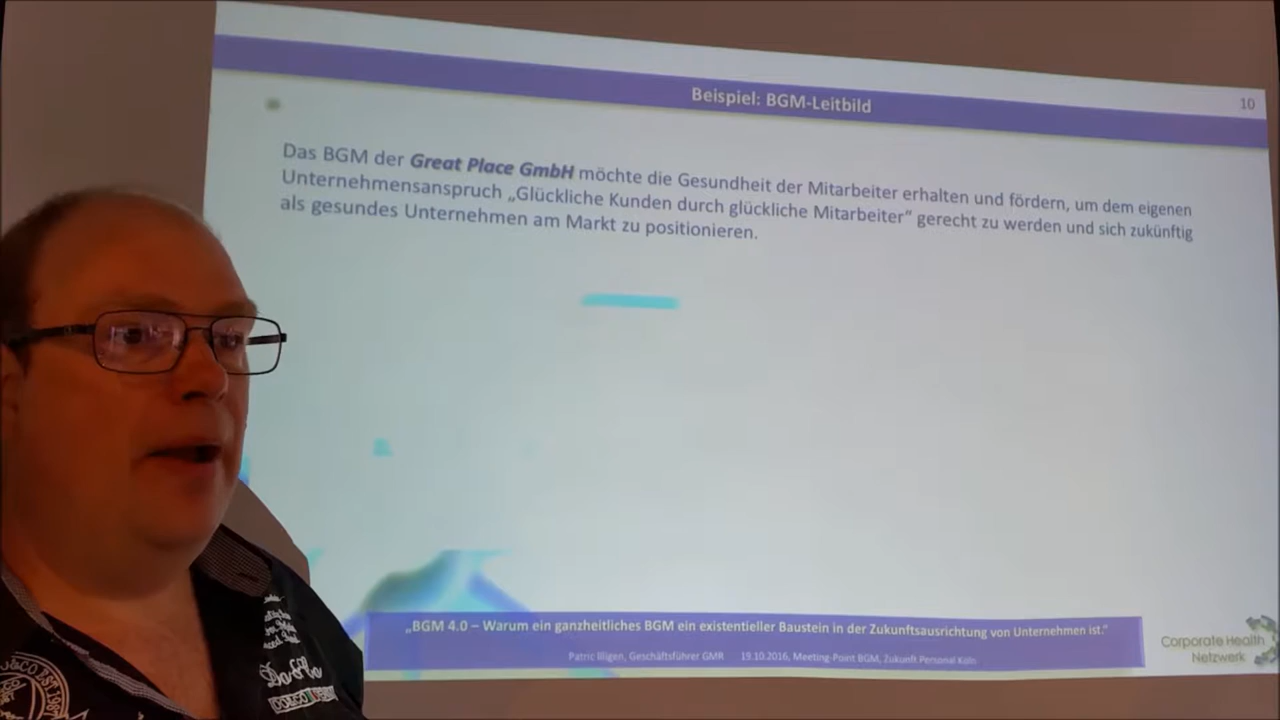 Beispiel: BGM-Leitbild
10
Das BGM der Great Place GmbH möchte die Gesundheit der Mitarbeiter erhalten und fördern, um dem eigenen
Unternehmensanspruch „Glückliche Kunden durch glückliche Mitarbeiter“ gerecht zu werden und sich zukünftig
als gesundes Unternehmen am Markt zu positionieren.
„BGM 4.0 – Warum ein ganzheitliches BGM ein existentieller Baustein in der Zukunftsausrichtung von Unternehmen ist.“
Patric Illigen, Geschäftsführer GMR 19.10.2016, Meeting-Point BGM, Zukunft Personal Köln
Corporate Health
Netzwerk